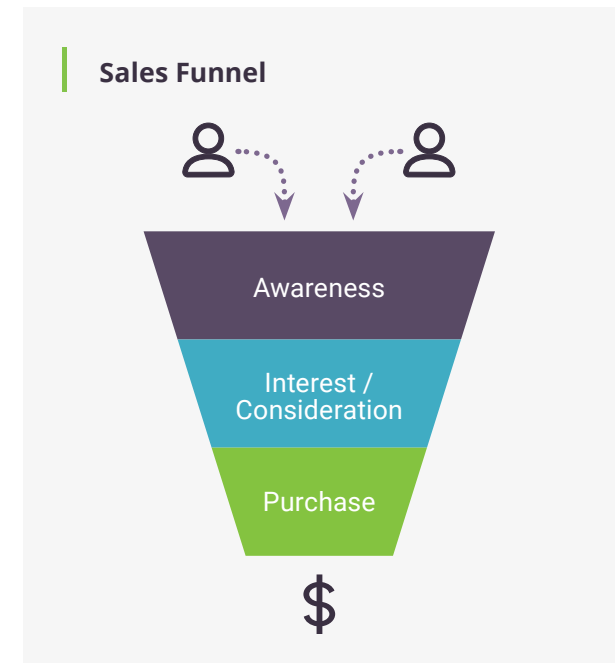 Sales Funnel
Awareness
Interest /
Consideration
Purchase
$